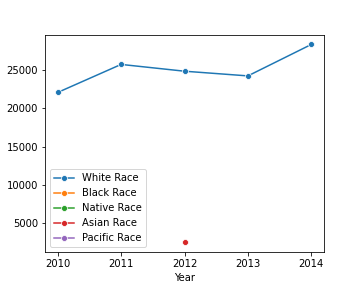 25000
20000
15000
10000
5000
White Race
Black Race
Native Race
Asian Race
Pacific Race
2010 2011 2012 2013 2014
Year